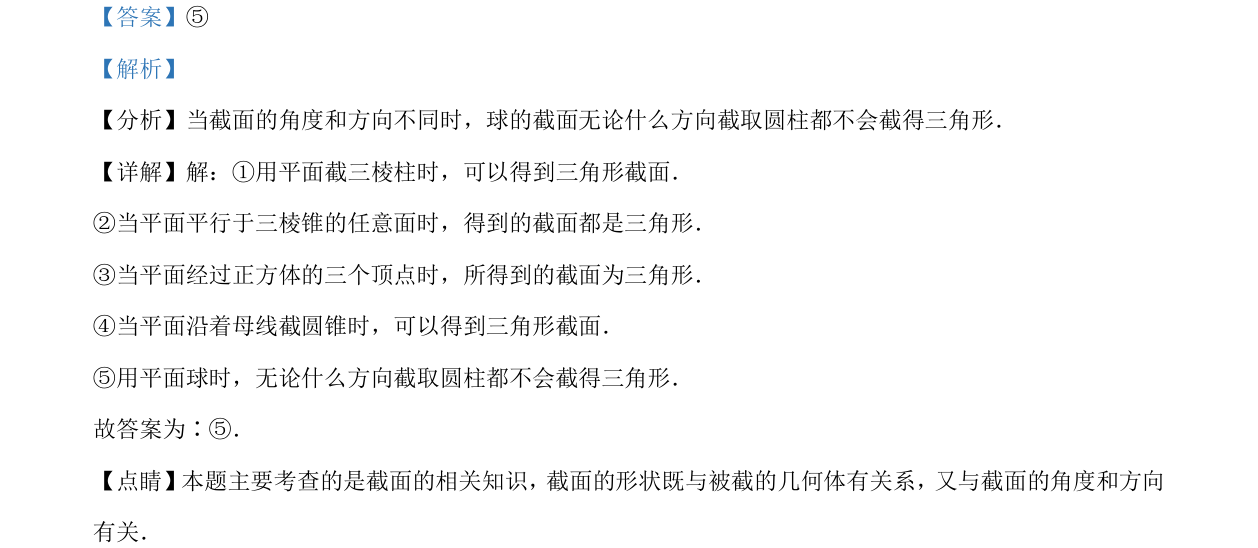 【答案】⑤
【解析】
【分析】当截面的角度和方向不同时，球的截面无论什么方向截取圆柱都不会截得三角形．
【详解】解：①用平面截三棱柱时，可以得到三角形截面．
②当平面平行于三棱锥的任意面时，得到的截面都是三角形．
③当平面经过正方体的三个顶点时，所得到的截面为三角形．
④当平面沿着母线截圆锥时，可以得到三角形截面．
⑤用平面球时，无论什么方向截取圆柱都不会截得三角形．
故答案为∶⑤．
【点睛】本题主要考查的是截面的相关知识，截面的形状既与被截的几何体有关系，又与截面的角度和方向
有关．